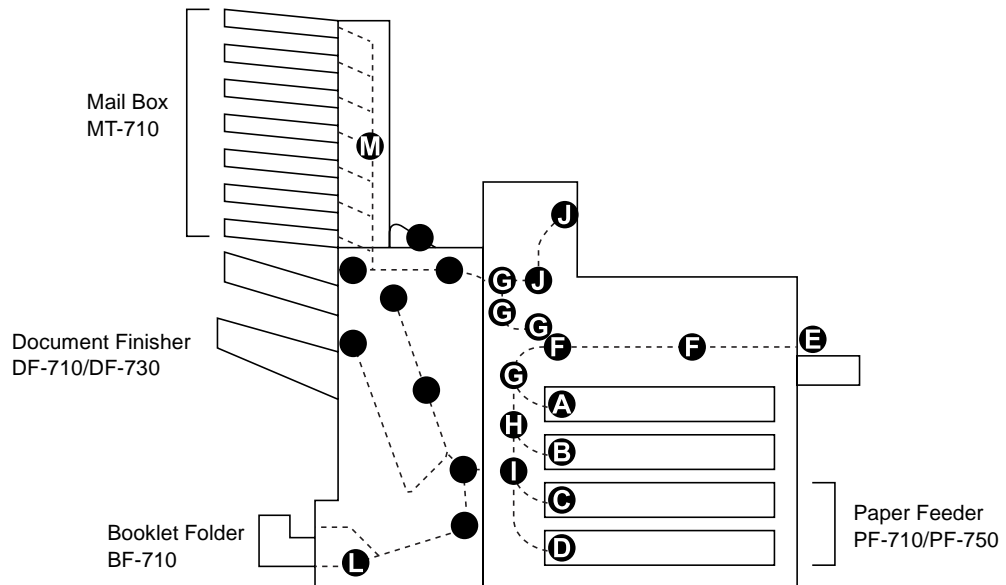 Mail Box
MT-710
M
J
G
J
G
G
F
F
E
Document Finisher
DF-710/DF-730
G
A
H
B
I
C
D
Paper Feeder
PF-710/PF-750
Booklet Folder
BF-710
L